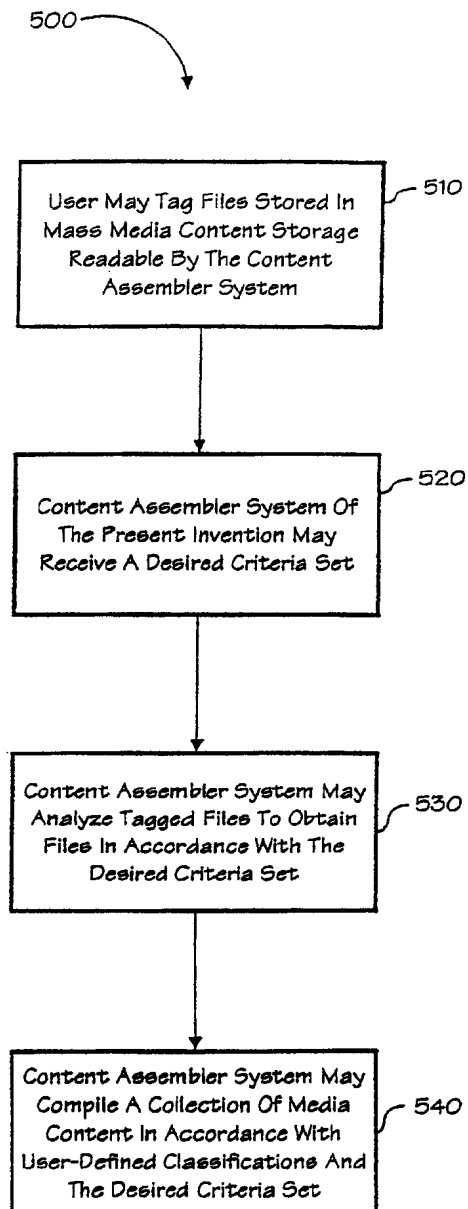 500
510
User May Tag Files Stored In
Mass Media Content Storage
Readable By The Content
Assembler System
520
Content Assembler System Of
The Present Invention May
Receive A Desired Criteria Set
530
Content Assembler System May
Analyze Tagged Files To Obtain
Files In Accordance With The
Desired Criteria Set
540
Content Assembler System May
Compile A Collection Of Media
Content In Accordance With
User-Defined Classifications And
The Desired Criteria Set